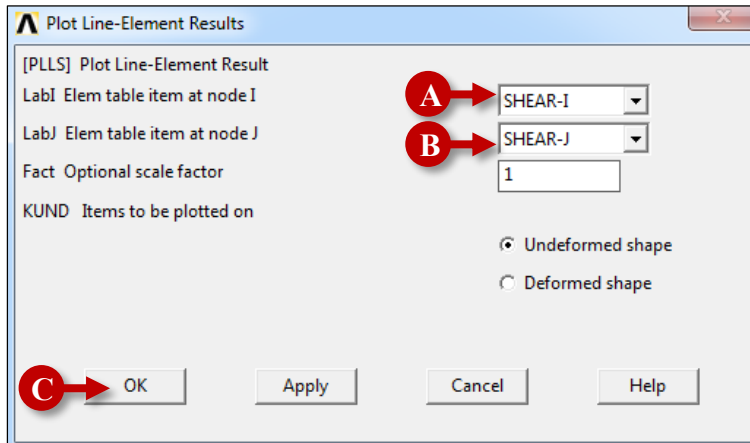 Plot Line-Element Results
[PLLS] Plot Line-Element Result
LabI Elem table item at node I
A
SHEAR-I
LabJ Elem table item at node J
B
SHEAR-J
Fact Optional scale factor
1
KUND Items to be plotted on
Undeformed shape
Deformed shape
C
OK Apply Cancel Help